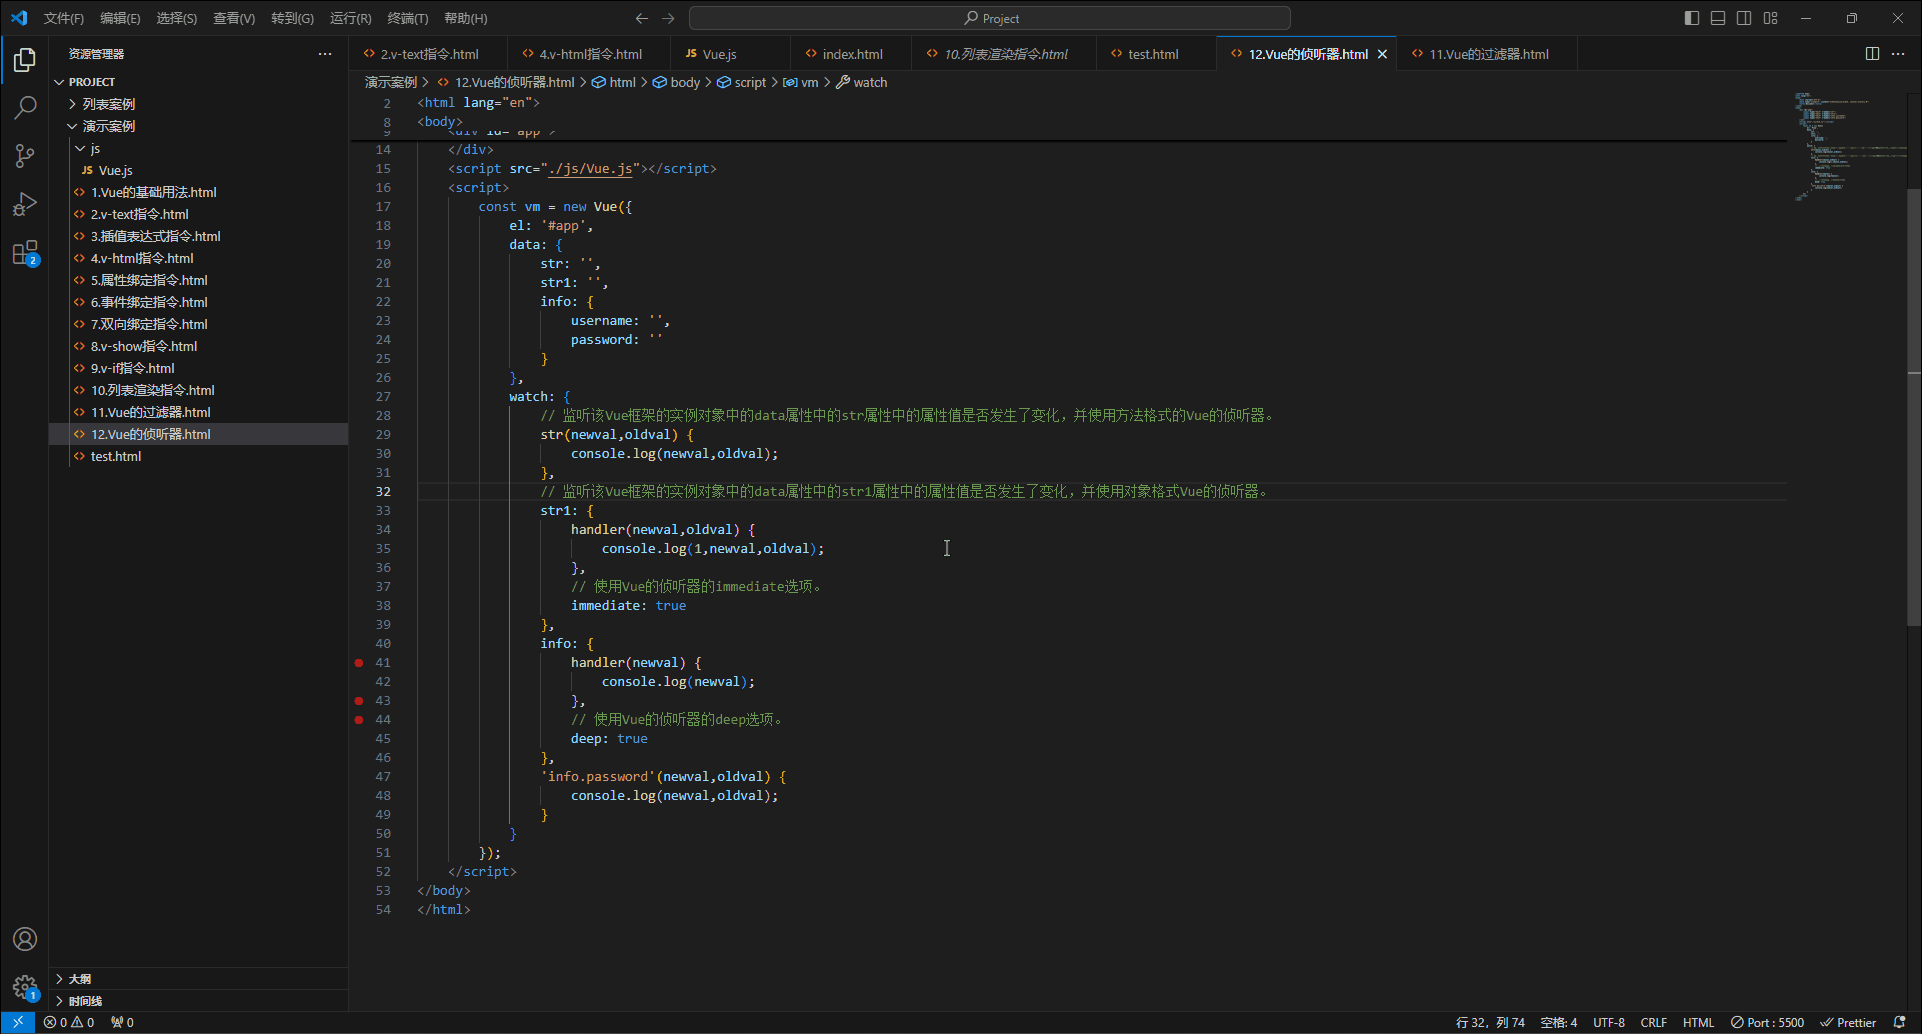 文件(F) 编辑(E) 选择(S) 查看(V) 转到(G) 运行(R) 终端(T) 帮助(H)
Project
资源管理器
PROJECT
列表案例
演示案例
js
JS Vue.js
1.Vue的基础用法.html
2.v-text指令.html
3.插值表达式指令.html
4.v-html指令.html
5.属性绑定指令.html
6.事件绑定指令.html
7.双向绑定指令.html
8.v-show指令.html
9.v-if指令.html
10.列表渲染指令.html
11.Vue的过滤器.html
12.Vue的侦听器.html
test.html
大纲
时间线
2
1
2.v-text指令.html 4.v-html指令.html JS Vue.js index.html 10.列表渲染指令.html test.html 12.Vue的侦听器.html 11.Vue的过滤器.html
演示案例 > 12.Vue的侦听器.html > html > body > script > vm > watch
2 <html lang="en">
8 <body>
9 <div id="app">
14 </div>
15 <script src="./js/Vue.js"></script>
16 <script>
17 const vm = new Vue({
18 el: '#app',
19 data: {
20 str: '',
21 str1: '',
22 info: {
23 username: '',
24 password: ''
25 }
26 },
27 watch: {
28 // 监听该Vue框架的实例对象中的data属性中的str属性中的属性值是否发生了变化，并使用方法格式的Vue的侦听器。
29 str(newval,oldval) {
30 console.log(newval,oldval);
31 },
32 // 监听该Vue框架的实例对象中的data属性中的str1属性中的属性值是否发生了变化，并使用对象格式Vue的侦听器。
33 str1: {
34 handler(newval,oldval) {
35 console.log(1,newval,oldval);
36 },
37 // 使用Vue的侦听器的immediate选项。
38 immediate: true
39 },
40 info: {
41 handler(newval) {
42 console.log(newval);
43 },
44 // 使用Vue的侦听器的deep选项。
45 deep: true
46 },
47 'info.password'(newval,oldval) {
48 console.log(newval,oldval);
49 }
50 }
51 });
52 </script>
53 </body>
54 </html>
0 0 0 行 32，列 74 空格: 4 UTF-8 CRLF HTML Port : 5500 Prettier